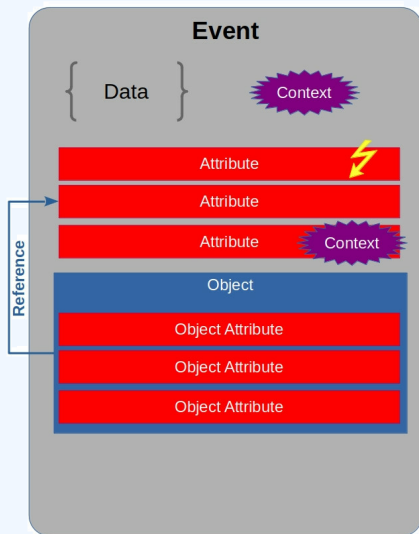 Event
{ Data }
Context
Attribute
Attribute
Attribute
Context
Reference
Object
Object Attribute
Object Attribute
Object Attribute